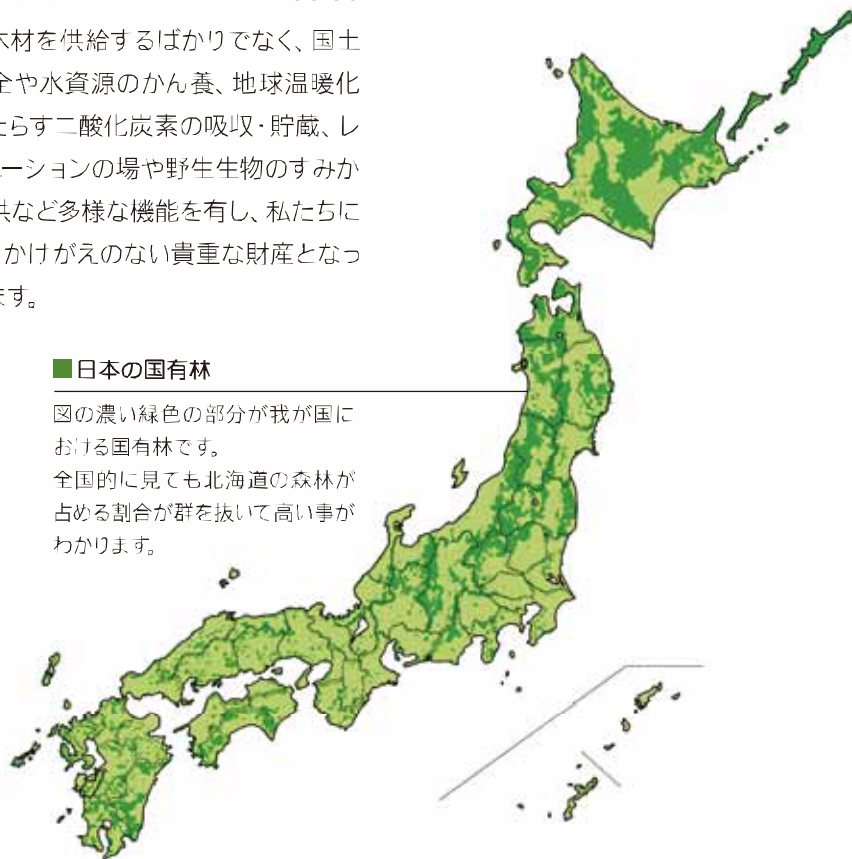 木材を供給するばかりでなく、国土
全や水資源のかん養、地球温暖化
たらす二酸化炭素の吸収・貯蔵、レ
エーションの場や野生生物のすみか
共など多様な機能を有し、私たちに
かけがえのない貴重な財産となっ
ます。
■日本の国有林
図の濃い緑色の部分が我が国に
おける国有林です。
全国的に見ても北海道の森林が
占める割合が群を抜いて高い事が
わかります。